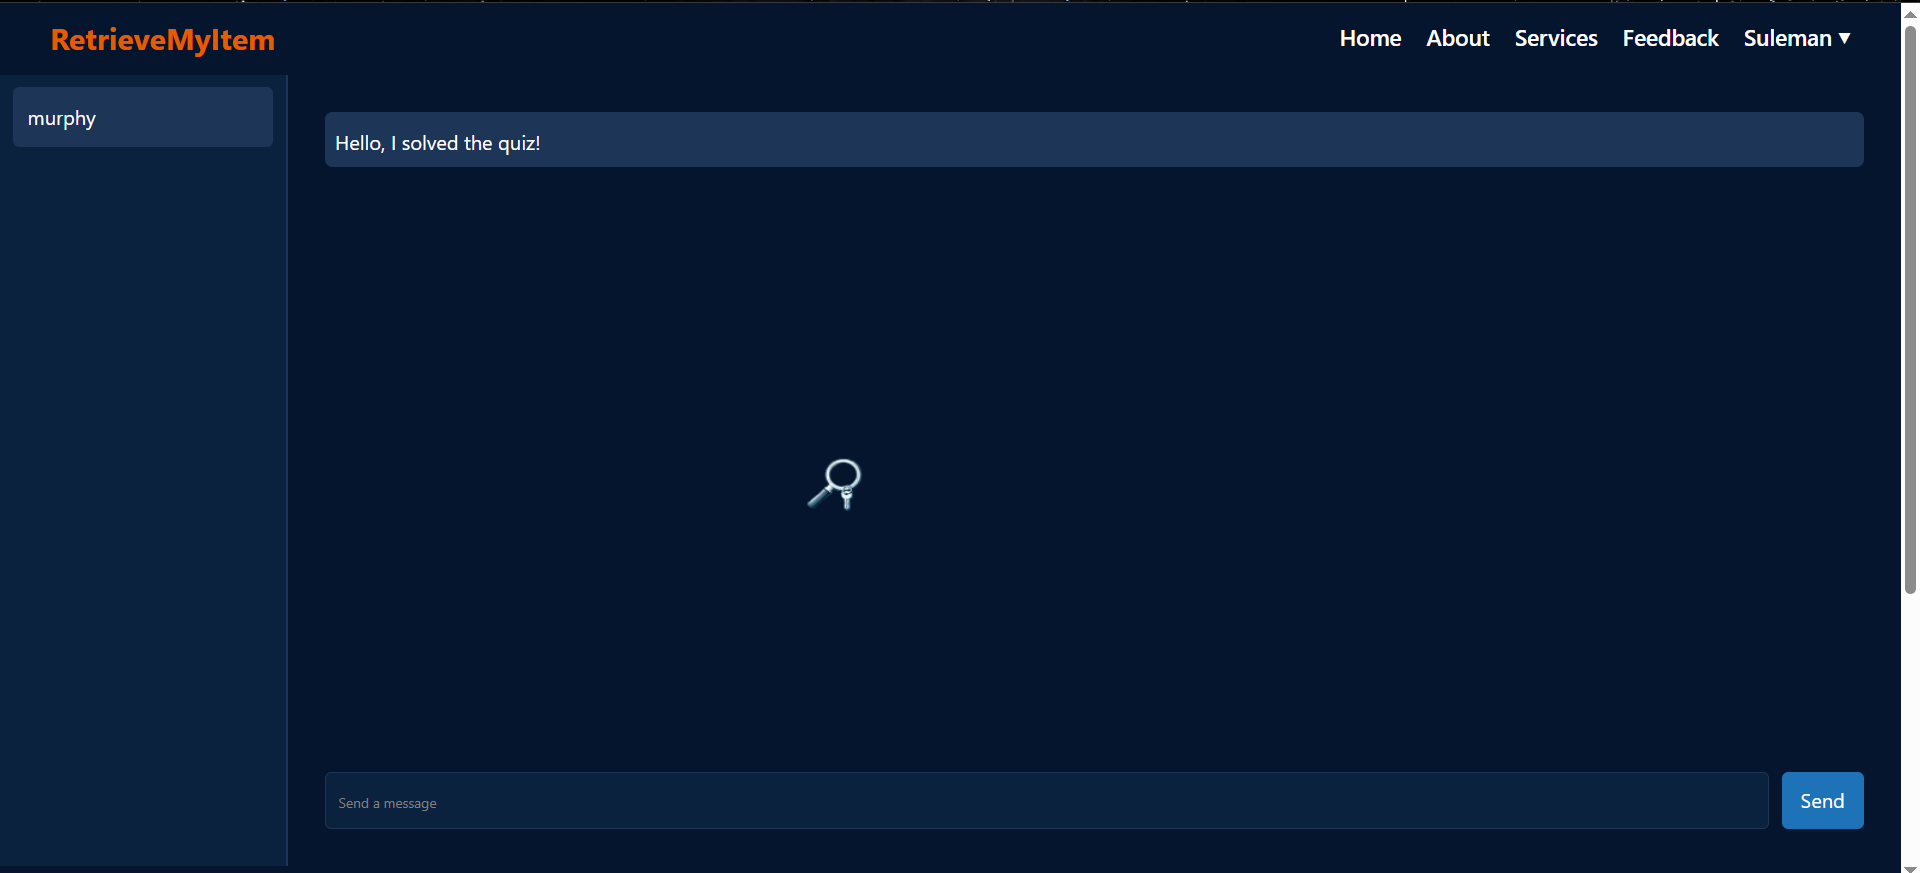 RetrieveMyItem
Home About Services Feedback Suleman ▼
murphy
Hello, I solved the quiz!
Send a message
Send